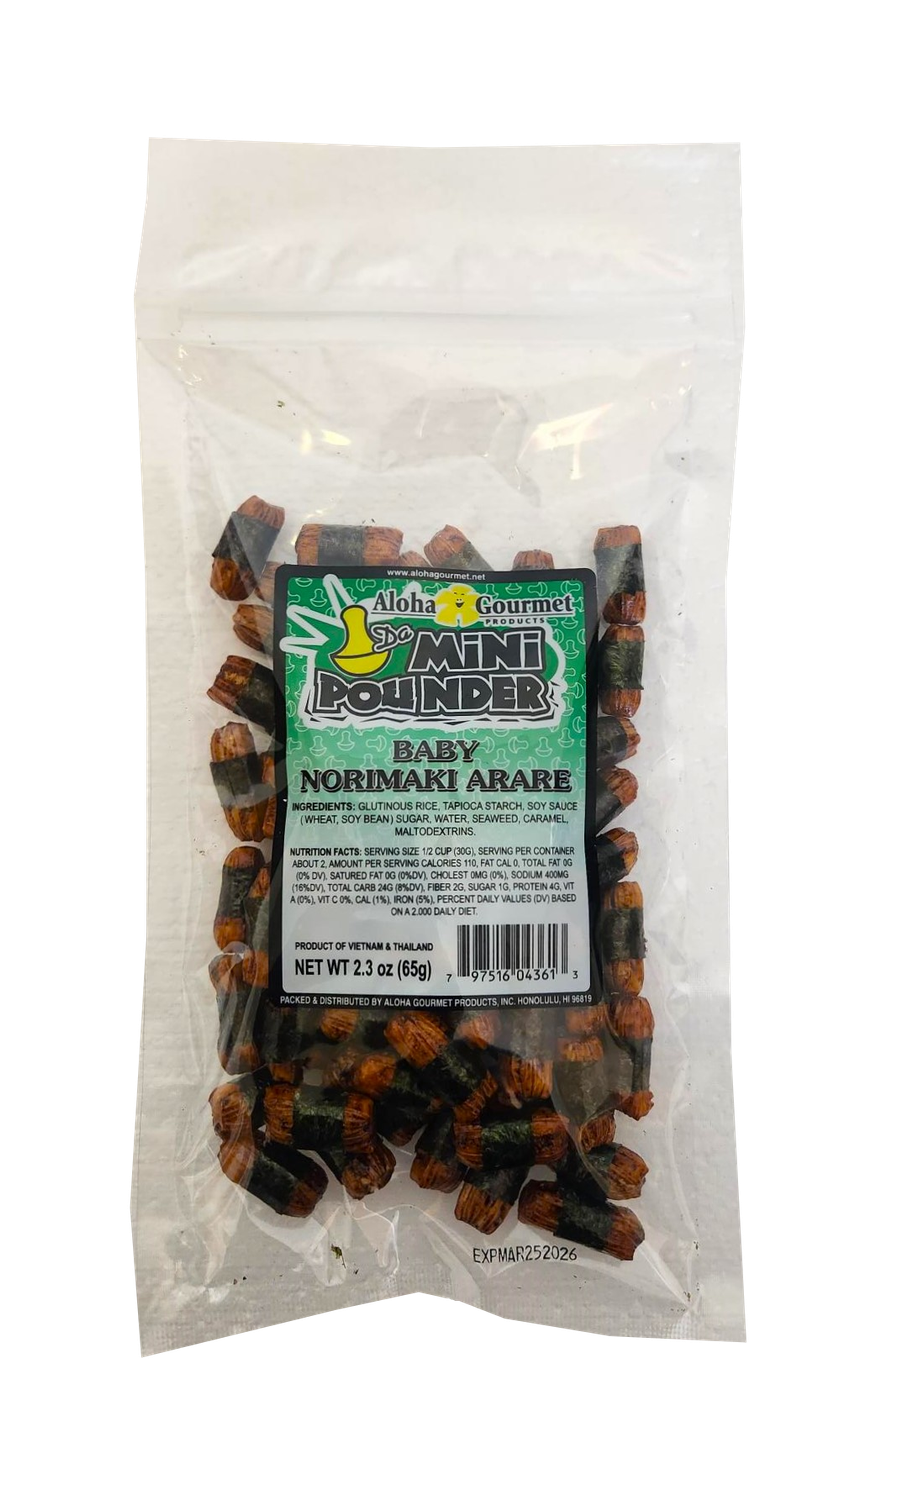 www.alohagourmet.net
Aloha Gourmet
PRODUCTS
Da MiNi
POUNDER
BABY
NORIMAKI ARARE
INGREDIENTS: GLUTINOUS RICE, TAPIOCA STARCH, SOY SAUCE
(WHEAT, SOY BEAN) SUGAR, WATER, SEAWEED, CARAMEL,
MALTODEXTRINS.
NUTRITION FACTS: SERVING SIZE 1/2 CUP (30G), SERVING PER CONTAINER
ABOUT 2, AMOUNT PER SERVING CALORIES 110, FAT CAL 0, TOTAL FAT 0G
(0% DV), SATURED FAT 0G (0%DV), CHOLEST 0MG (0%), SODIUM 400MG
(16%DV), TOTAL CARB 24G (8%DV), FIBER 2G, SUGAR 1G, PROTEIN 4G, VIT
A (0%), VIT C 0%, CAL (1%), IRON (5%), PERCENT DAILY VALUES (DV) BASED
ON A 2.000 DAILY DIET.
PRODUCT OF VIETNAM & THAILAND
NET WT 2.3 oz (65g)
7 97516 04361 3
PACKED & DISTRIBUTED BY ALOHA GOURMET PRODUCTS, INC. HONOLULU, HI 96819
EXPMAR252026